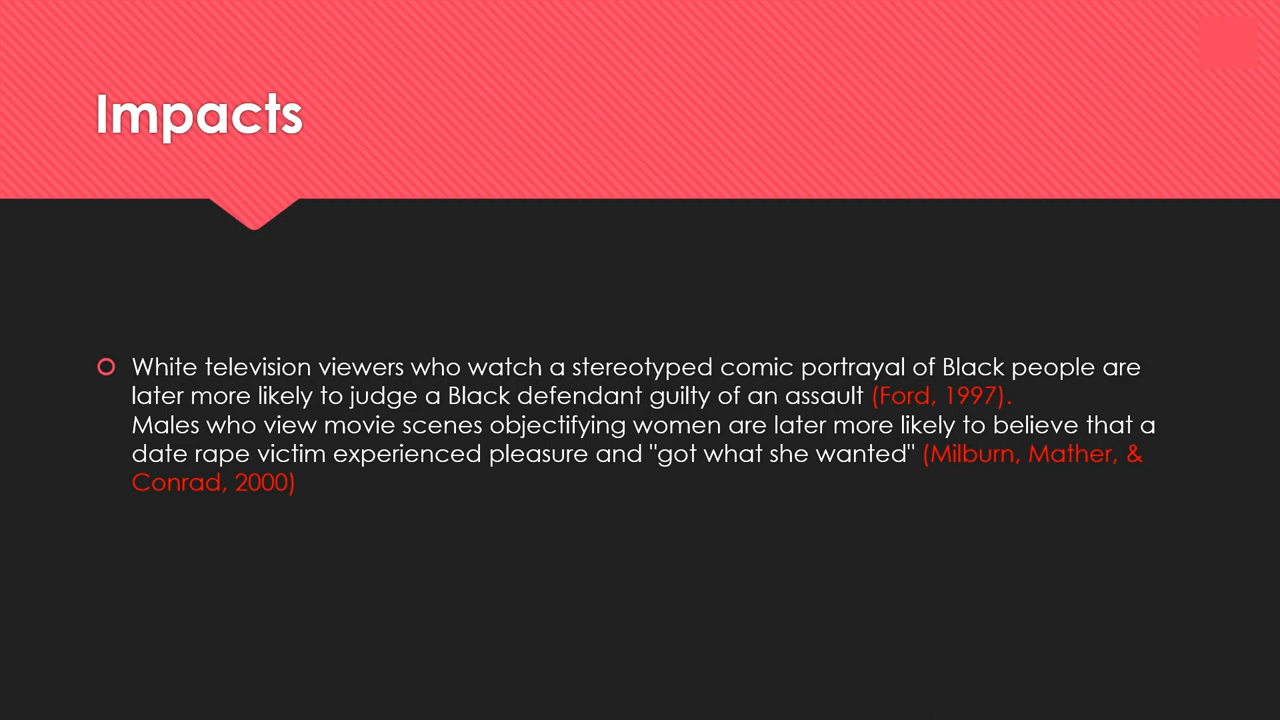 Impacts
White television viewers who watch a stereotyped comic portrayal of Black people are
later more likely to judge a Black defendant guilty of an assault (Ford, 1997).
Males who view movie scenes objectifying women are later more likely to believe that a
date rape victim experienced pleasure and "got what she wanted" (Milburn, Mather, &
Conrad, 2000)